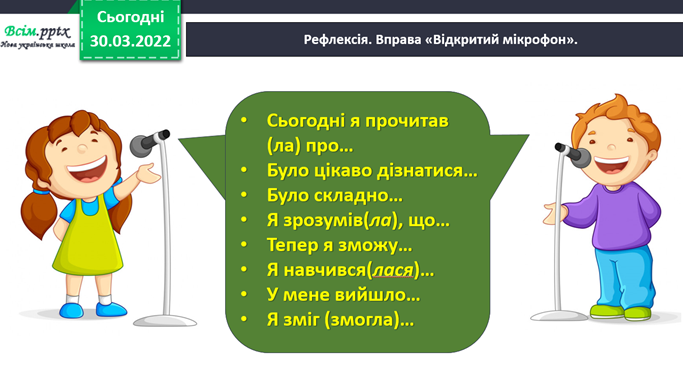 Всім.pptx
Нова українська школа
Сьогодні
30.03.2022
Рефлексія. Вправа «Відкритий мікрофон».
• Сьогодні я прочитав
(ла) про…
• Було цікаво дізнатися…
• Було складно…
• Я зрозумів(ла), що…
• Тепер я зможу…
• Я навчився(лася)…
• У мене вийшло…
• Я зміг (змогла)…